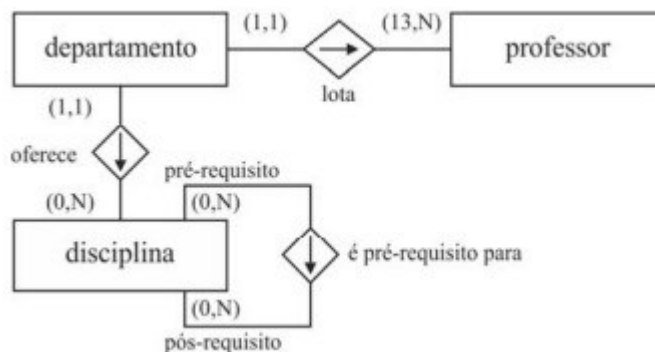 departamento
(1,1)
(13,N)
professor
lota
(1,1)
oferece
(0,N)
pré-requisito
(0,N)
disciplina
é pré-requisito para
(0,N)
pós-requisito